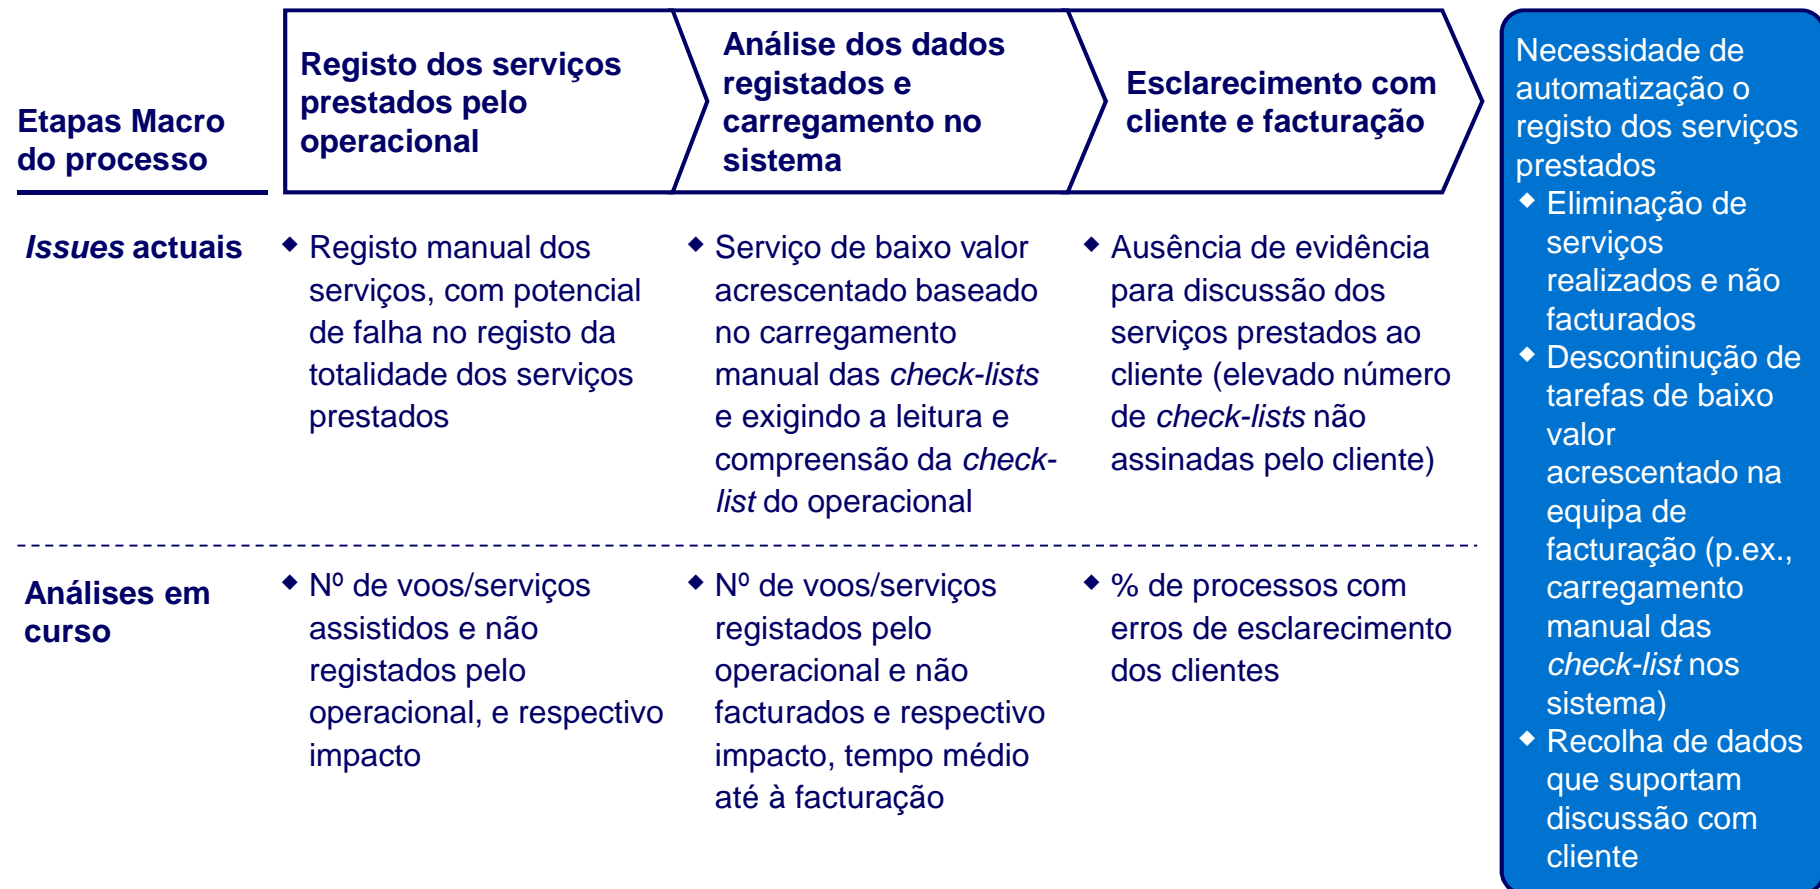 Etapas Macro
do processo
Registo dos serviços
prestados pelo
operacional
Análise dos dados
registados e
carregamento no
sistema
Esclarecimento com
cliente e facturação
Issues actuais
◆ Registo manual dos
serviços, com potencial
de falha no registo da
totalidade dos serviços
prestados
◆ Serviço de baixo valor
acrescentado baseado
no carregamento
manual das check-lists
e exigindo a leitura e
compreensão da check-
list do operacional
◆ Ausência de evidência
para discussão dos
serviços prestados ao
cliente (elevado número
de check-lists não
assinadas pelo cliente)
Análises em
curso
◆ Nº de voos/serviços
assistidos e não
registados pelo
operacional, e respectivo
impacto
◆ Nº de voos/serviços
registados pelo
operacional e não
facturados e respectivo
impacto, tempo médio
até à facturação
◆ % de processos com
erros de esclarecimento
dos clientes
Necessidade de
automatização o
registo dos serviços
prestados
◆ Eliminação de
serviços
realizados e não
facturados
◆ Descontinução de
tarefas de baixo
valor
acrescentado na
equipa de
facturação (p.ex.,
carregamento
manual das
check-list nos
sistema)
◆ Recolha de dados
que suportam
discussão com
cliente